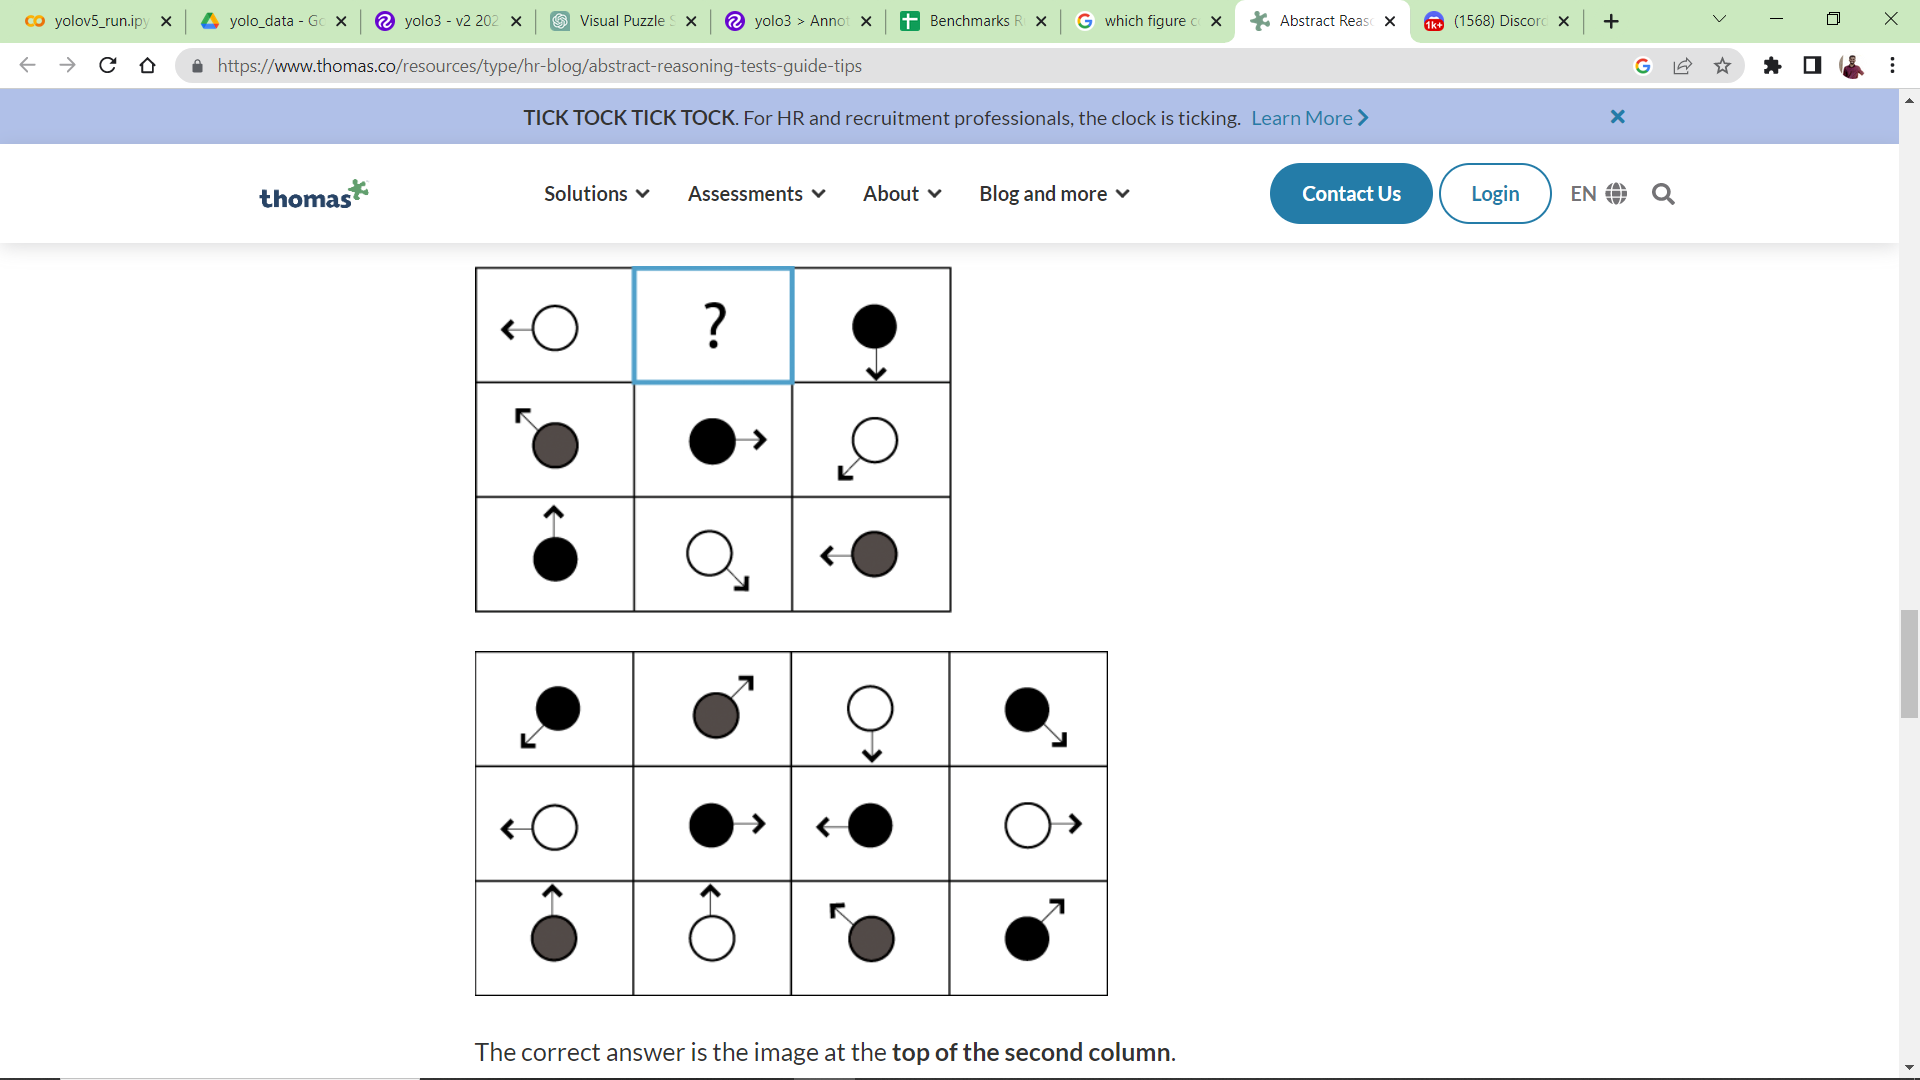 yolov5_run.ipy
yolo_data - Go
yolo3 - v2 202
Visual Puzzle S
yolo3 > Annot
Benchmarks R
which figure c
Abstract Reas
(1568) Discord
https://www.thomas.co/resources/type/hr-blog/abstract-reasoning-tests-guide-tips
TICK TOCK TICK TOCK. For HR and recruitment professionals, the clock is ticking. Learn More
thomas
Solutions
Assessments
About
Blog and more
Contact Us
Login
EN
?
The correct answer is the image at the top of the second column.